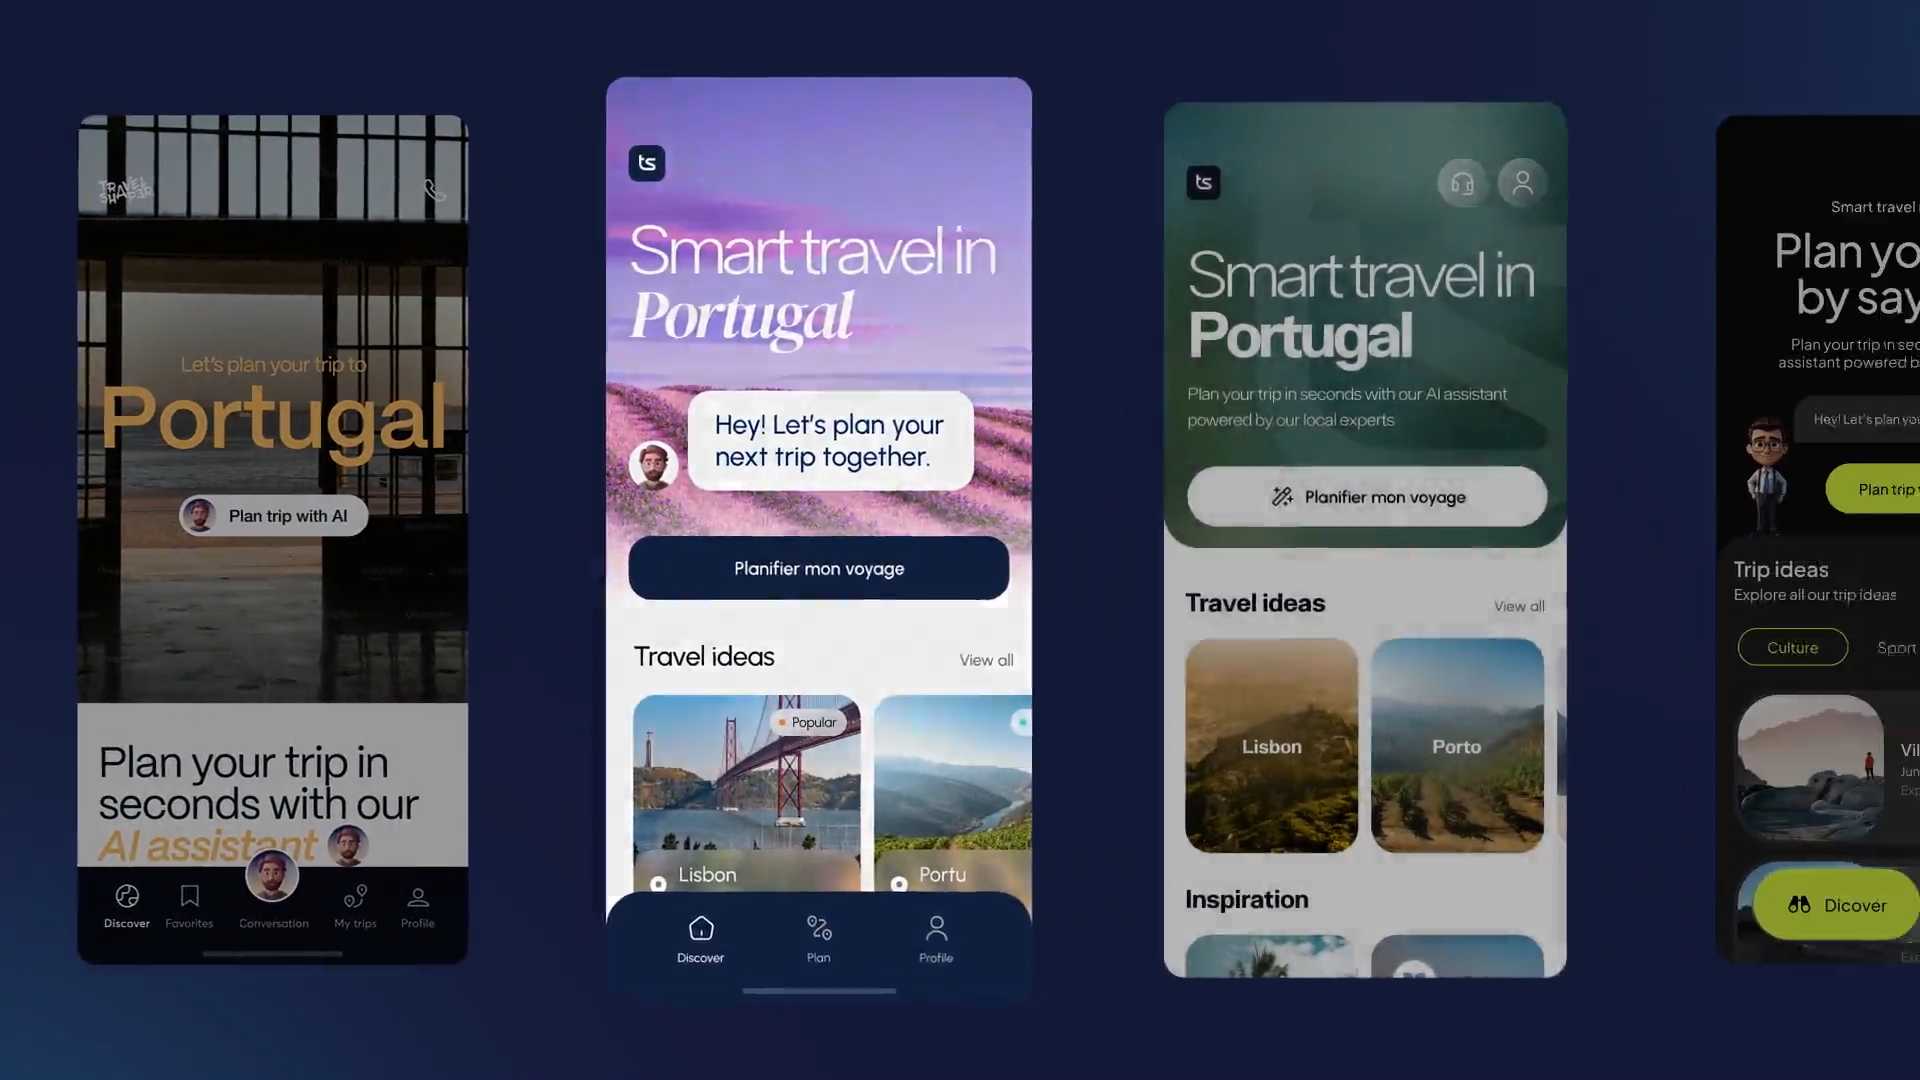 TRAVEL
SHAPER
Let's plan your trip to
Portugal
Plan trip with AI
Plan your trip in
seconds with our
AI assistant
Discover
Favorites
Conversation
My trips
Profile
ts
Smart travel in
Portugal
Hey! Let's plan your
next trip together.
Planifier mon voyage
Travel ideas
View all
Popular
Lisbon
Portu
Discover
Plan
Profile
ts
Smart travel in
Portugal
Plan your trip in seconds with our AI assistant
powered by our local experts
Planifier mon voyage
Travel ideas
View all
Lisbon
Porto
Inspiration
Smart travel
Plan yo
by say
Plan your trip in sec
assistant powered b
Hey! Let's plan you
Plan trip
Trip ideas
Explore all our trip ideas
Culture
Sport
Vil
Jun
Exp
Dicover